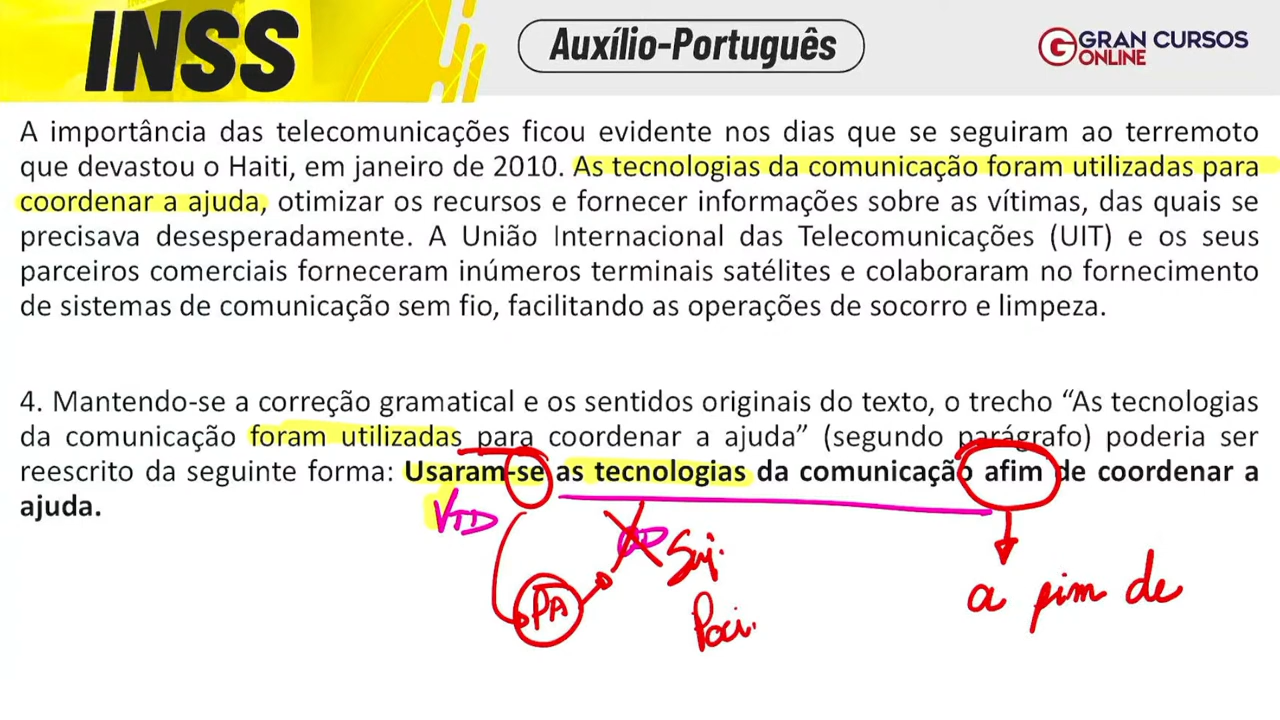 INSS
Auxílio-Português
GRAN CURSOS
ONLINE
A importância das telecomunicações ficou evidente nos dias que se seguiram ao terremoto
que devastou o Haiti, em janeiro de 2010. As tecnologias da comunicação foram utilizadas para
coordenar a ajuda, otimizar os recursos e fornecer informações sobre as vítimas, das quais se
precisava desesperadamente. A União Internacional das Telecomunicações (UIT) e os seus
parceiros comerciais forneceram inúmeros terminais satélites e colaboraram no fornecimento
de sistemas de comunicação sem fio, facilitando as operações de socorro e limpeza.
4. Mantendo-se a correção gramatical e os sentidos originais do texto, o trecho “As tecnologias
da comunicação foram utilizadas para coordenar a ajuda” (segundo parágrafo) poderia ser
reescrito da seguinte forma: Usaram-se as tecnologias da comunicação afim de coordenar a
ajuda.
VTD
Suj.
PA
Paci.
a fim de